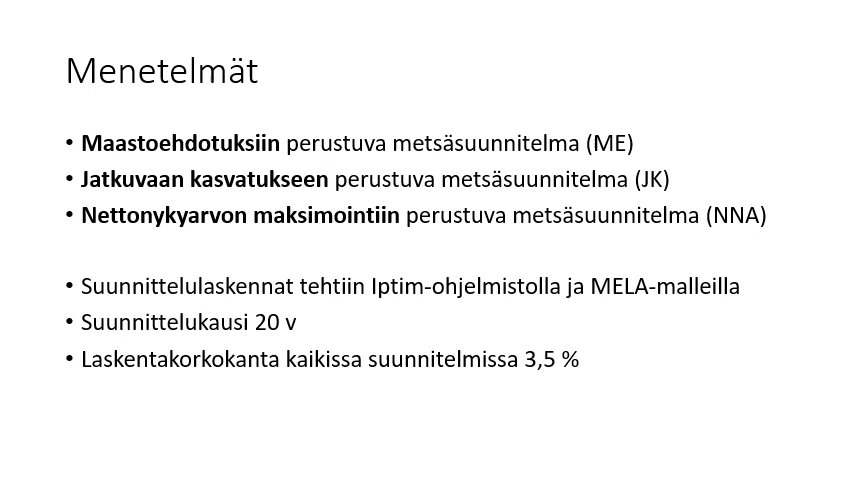 Menetelmät
• Maastoehdotuksiin perustuva metsäsuunnitelma (ME)
• Jatkuvaan kasvatukseen perustuva metsäsuunnitelma (JK)
• Nettonykyarvon maksimointiin perustuva metsäsuunnitelma (NNA)
• Suunnittelulaskennat tehtiin Iptim-ohjelmistolla ja MELA-malleilla
• Suunnittelukausi 20 v
• Laskentakorkokanta kaikissa suunnitelmissa 3,5 %